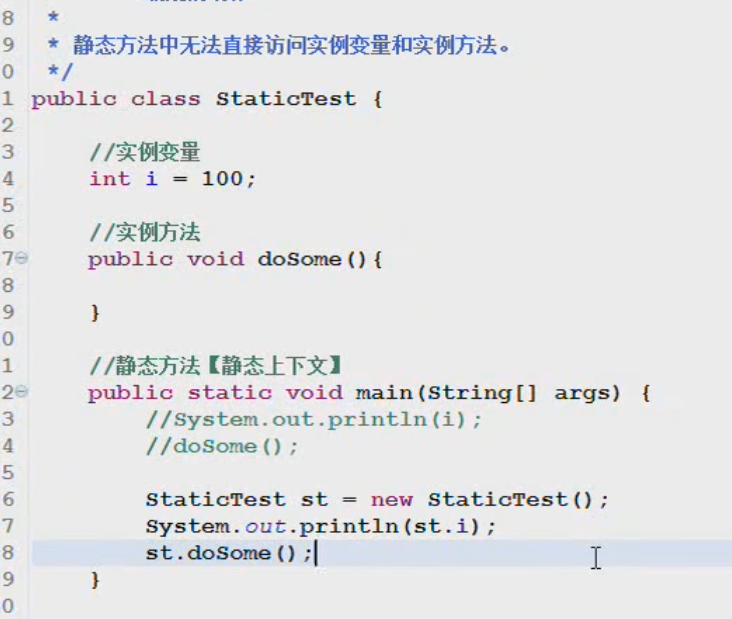 8 *
9 * 静态方法中无法直接访问实例变量和实例方法。
0 */
1 public class StaticTest {
2
3 //实例变量
4 int i = 100;
5
6 //实例方法
7 public void doSome(){
8
9 }
0
1 //静态方法【静态上下文】
2 public static void main(String[] args) {
3 //System.out.println(i);
4 //doSome();
5
6 StaticTest st = new StaticTest();
7 System.out.println(st.i);
8 st.doSome();
9 }
0